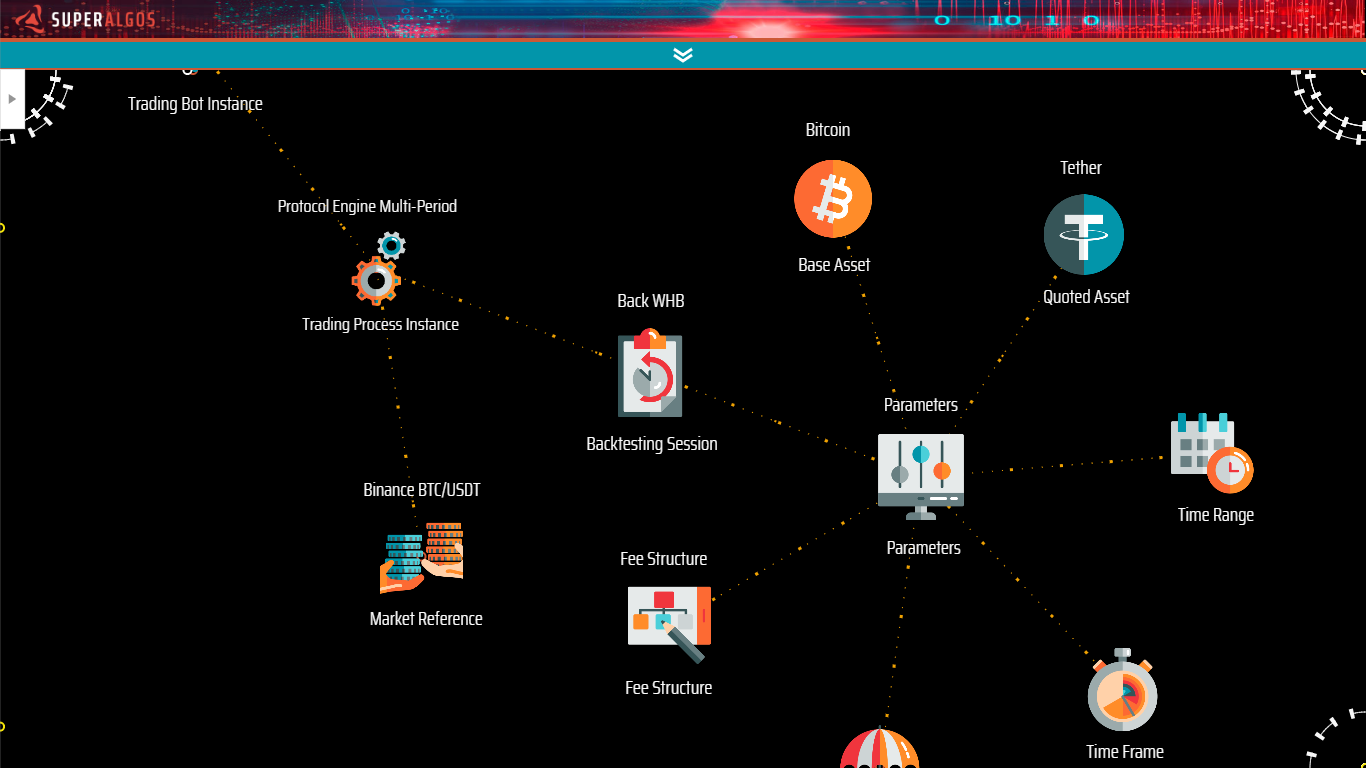 SUPERALGOS
0 10 1 0
Trading Bot Instance
Bitcoin
Tether
Protocol Engine Multi-Period
Base Asset
Quoted Asset
Back WHB
Trading Process Instance
Parameters
Backtesting Session
Binance BTC/USDT
Time Range
Parameters
Fee Structure
Market Reference
Fee Structure
Time Frame